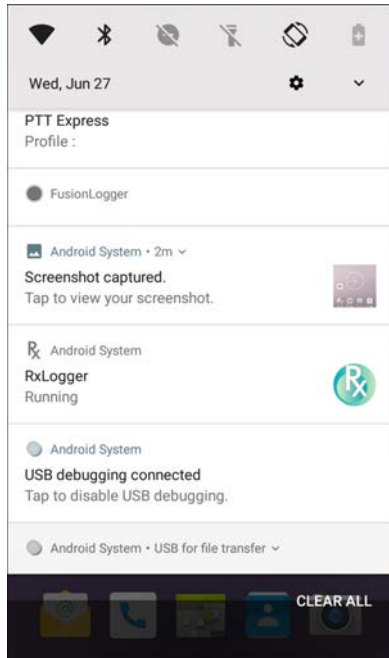 Wed, Jun 27
PTT Express
Profile :
FusionLogger
Android System • 2m
Screenshot captured.
Tap to view your screenshot.
Rx Android System
RxLogger
Rx
Running
Android System
USB debugging connected
Tap to disable USB debugging.
Android System • USB for file transfer
CLEAR ALL